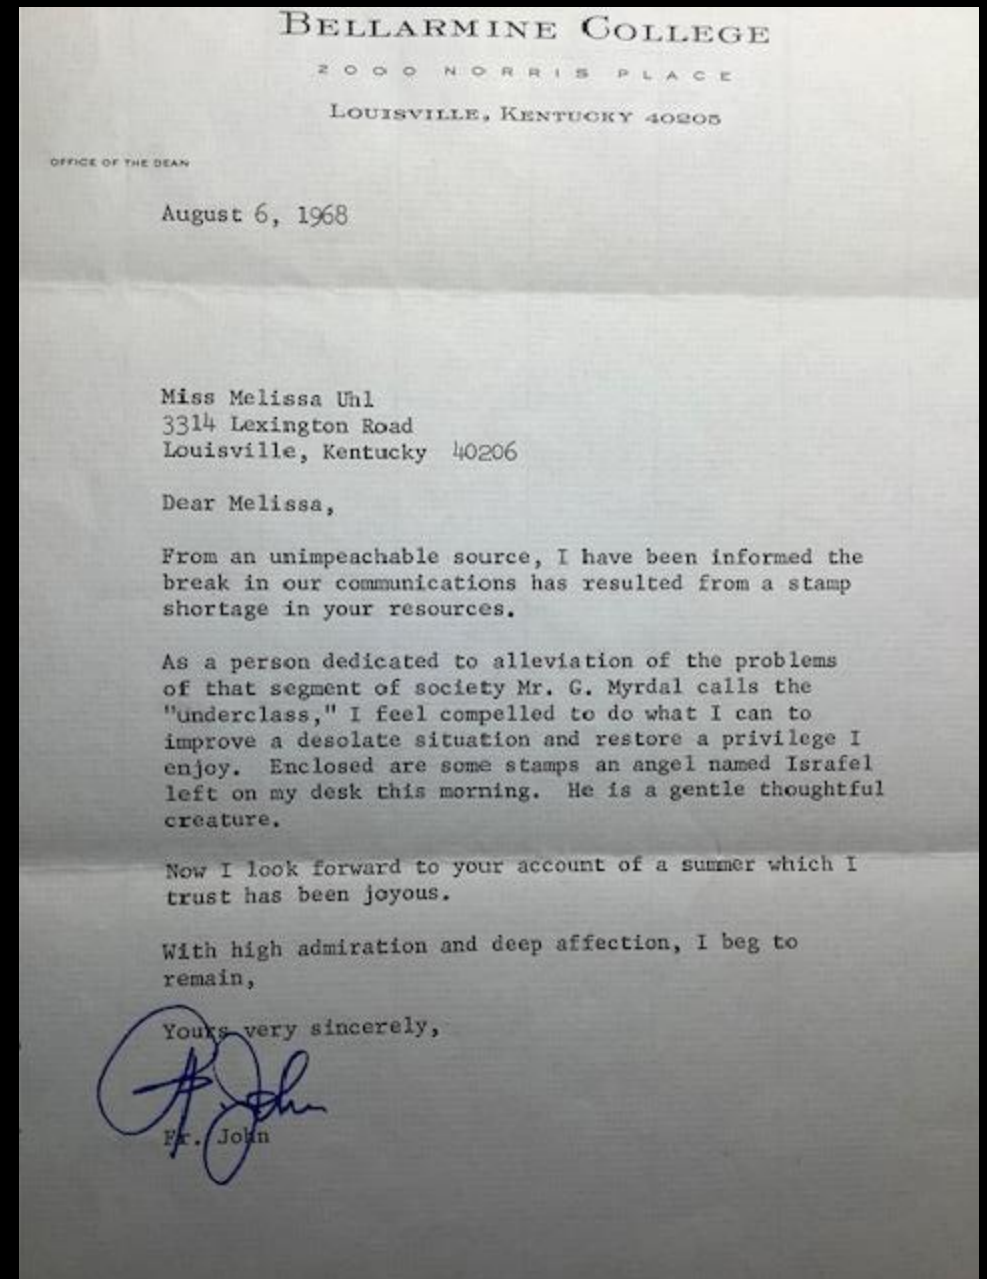 BELLARMINE COLLEGE
2000 NORRIS PLACE
LOUISVILLE, KENTUCKY 40205
OFFICE OF THE DEAN
August 6, 1968
Miss Melissa Uhl
3314 Lexington Road
Louisville, Kentucky 40206
Dear Melissa,
From an unimpeachable source, I have been informed the
break in our communications has resulted from a stamp
shortage in your resources.
As a person dedicated to alleviation of the problems
of that segment of society Mr. G. Myrdal calls the
"underclass," I feel compelled to do what I can to
improve a desolate situation and restore a privilege I
enjoy. Enclosed are some stamps an angel named Israfel
left on my desk this morning. He is a gentle thoughtful
creature.
Now I look forward to your account of a summer which I
trust has been joyous.
With high admiration and deep affection, I beg to
remain,
Yours very sincerely,
Fr. John
Fr. John